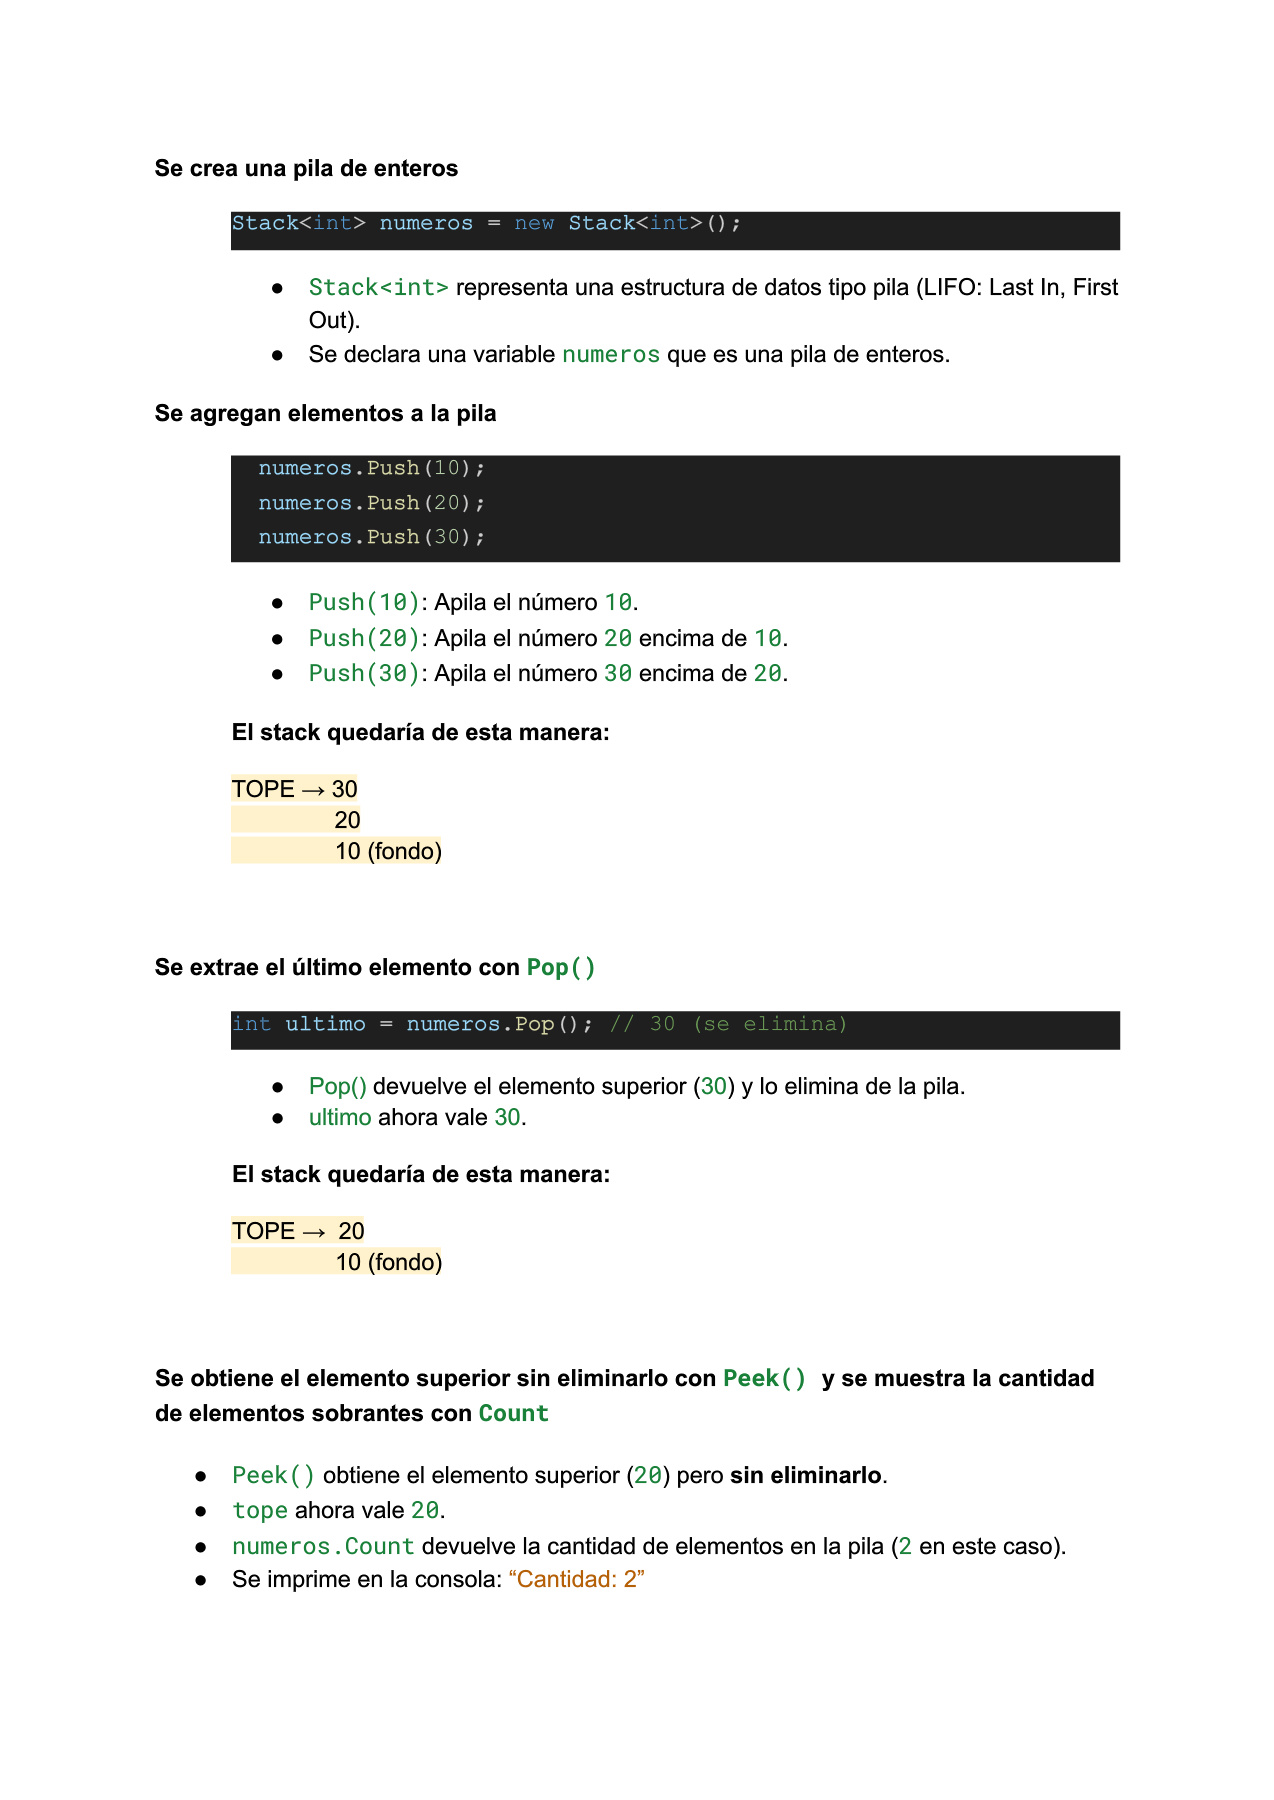 Se crea una pila de enteros
Stack<int> numeros = new Stack<int>();
● Stack<int> representa una estructura de datos tipo pila (LIFO: Last In, First
Out).
● Se declara una variable numeros que es una pila de enteros.
Se agregan elementos a la pila
numeros.Push(10);
numeros.Push(20);
numeros.Push(30);
● Push(10): Apila el número 10.
● Push(20): Apila el número 20 encima de 10.
● Push(30): Apila el número 30 encima de 20.
El stack quedaría de esta manera:
TOPE → 30
20
10 (fondo)
Se extrae el último elemento con Pop()
int ultimo = numeros.Pop(); // 30 (se elimina)
● Pop() devuelve el elemento superior (30) y lo elimina de la pila.
● ultimo ahora vale 30.
El stack quedaría de esta manera:
TOPE → 20
10 (fondo)
Se obtiene el elemento superior sin eliminarlo con Peek() y se muestra la cantidad
de elementos sobrantes con Count
● Peek() obtiene el elemento superior (20) pero sin eliminarlo.
● tope ahora vale 20.
● numeros.Count devuelve la cantidad de elementos en la pila (2 en este caso).
● Se imprime en la consola: “Cantidad: 2”